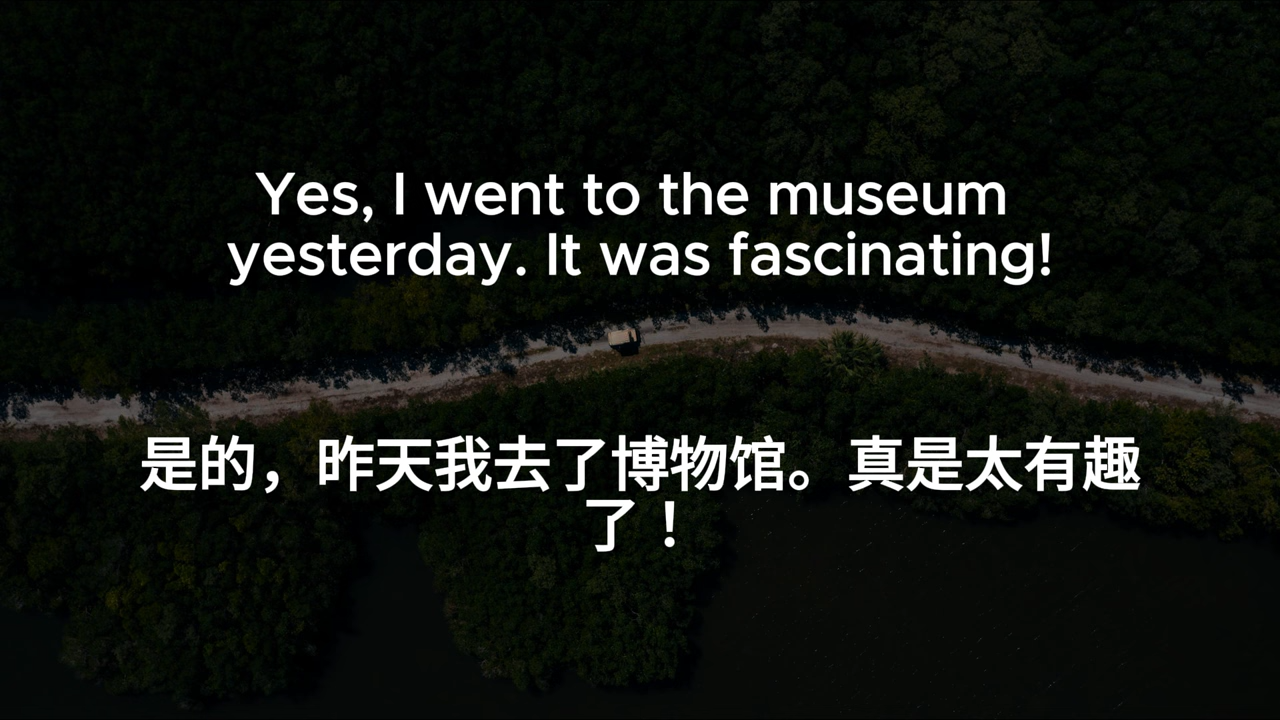 Yes, I went to the museum
yesterday. It was fascinating!
是的，昨天我去了博物馆。真是太有趣
了！